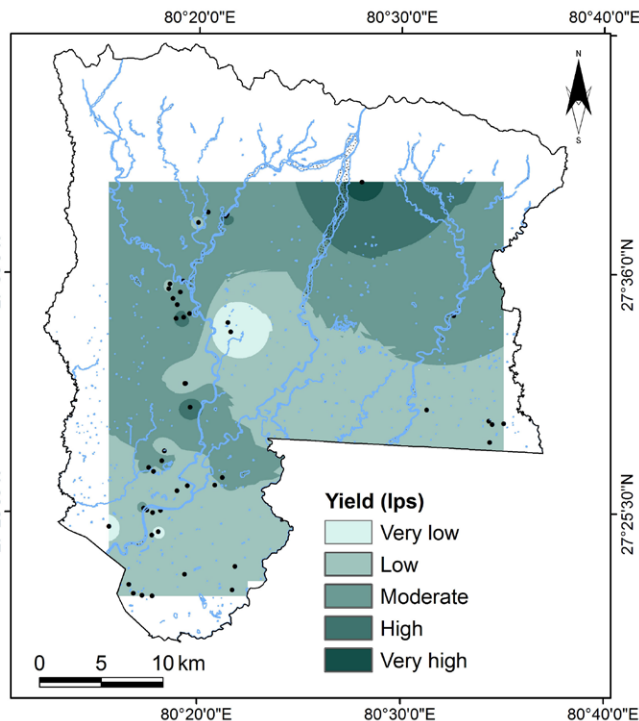 80°20'0"E 80°30'0"E 80°40'0"E
N
S
27°36'0"N
27°25'30"N
Yield (lps)
Very low
Low
Moderate
High
Very high
0 5 10 km
80°20'0"E 80°30'0"E 80°40'0"E